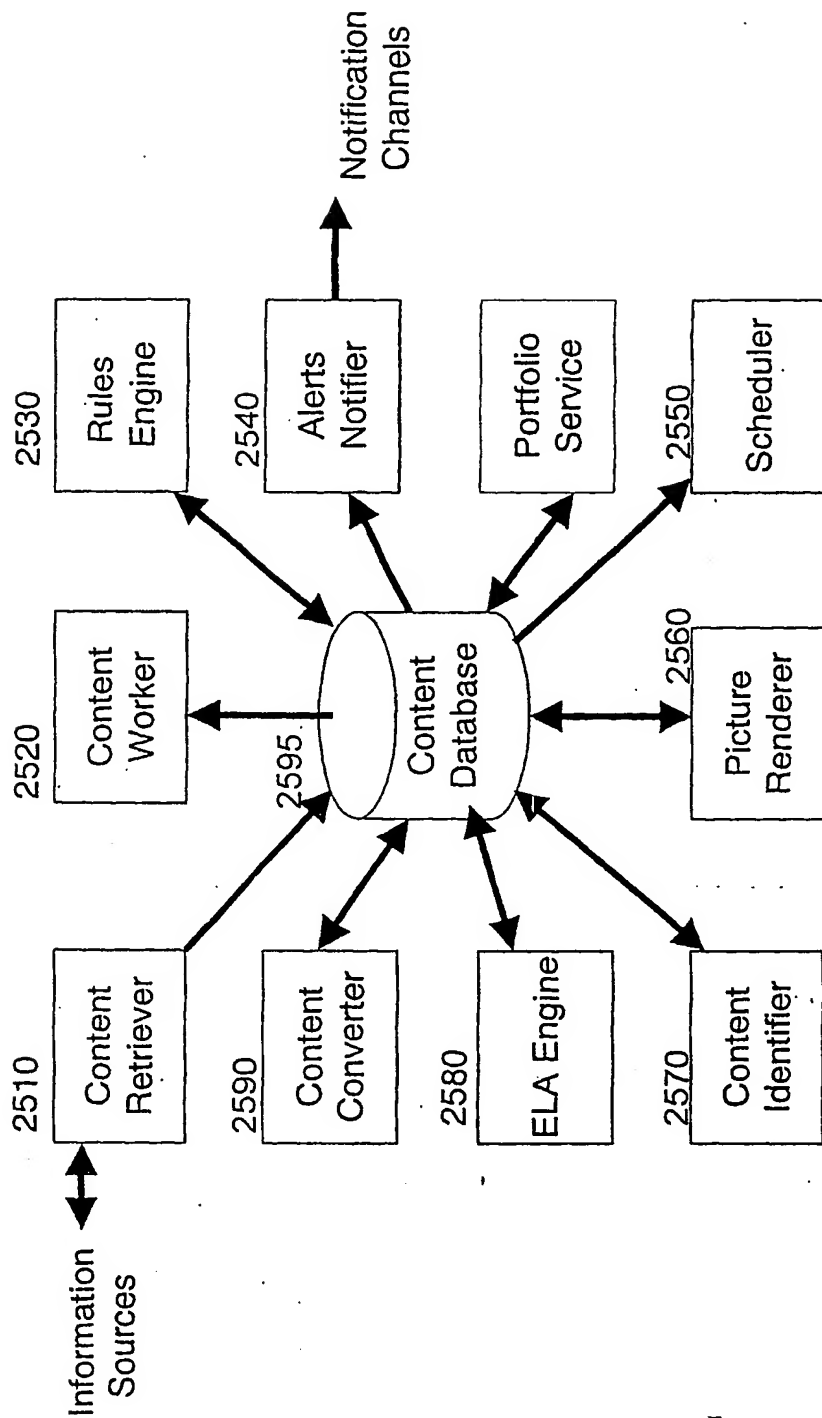 Information
Sources
2510
Content
Retriever
2520
Content
Worker
2530
Rules
Engine
2590
Content
Converter
2595
Content
Database
2540
Alerts
Notifier
Notification
Channels
2580
ELA Engine
Portfolio
Service
2570
Content
Identifier
2560
Picture
Renderer
2550
Scheduler